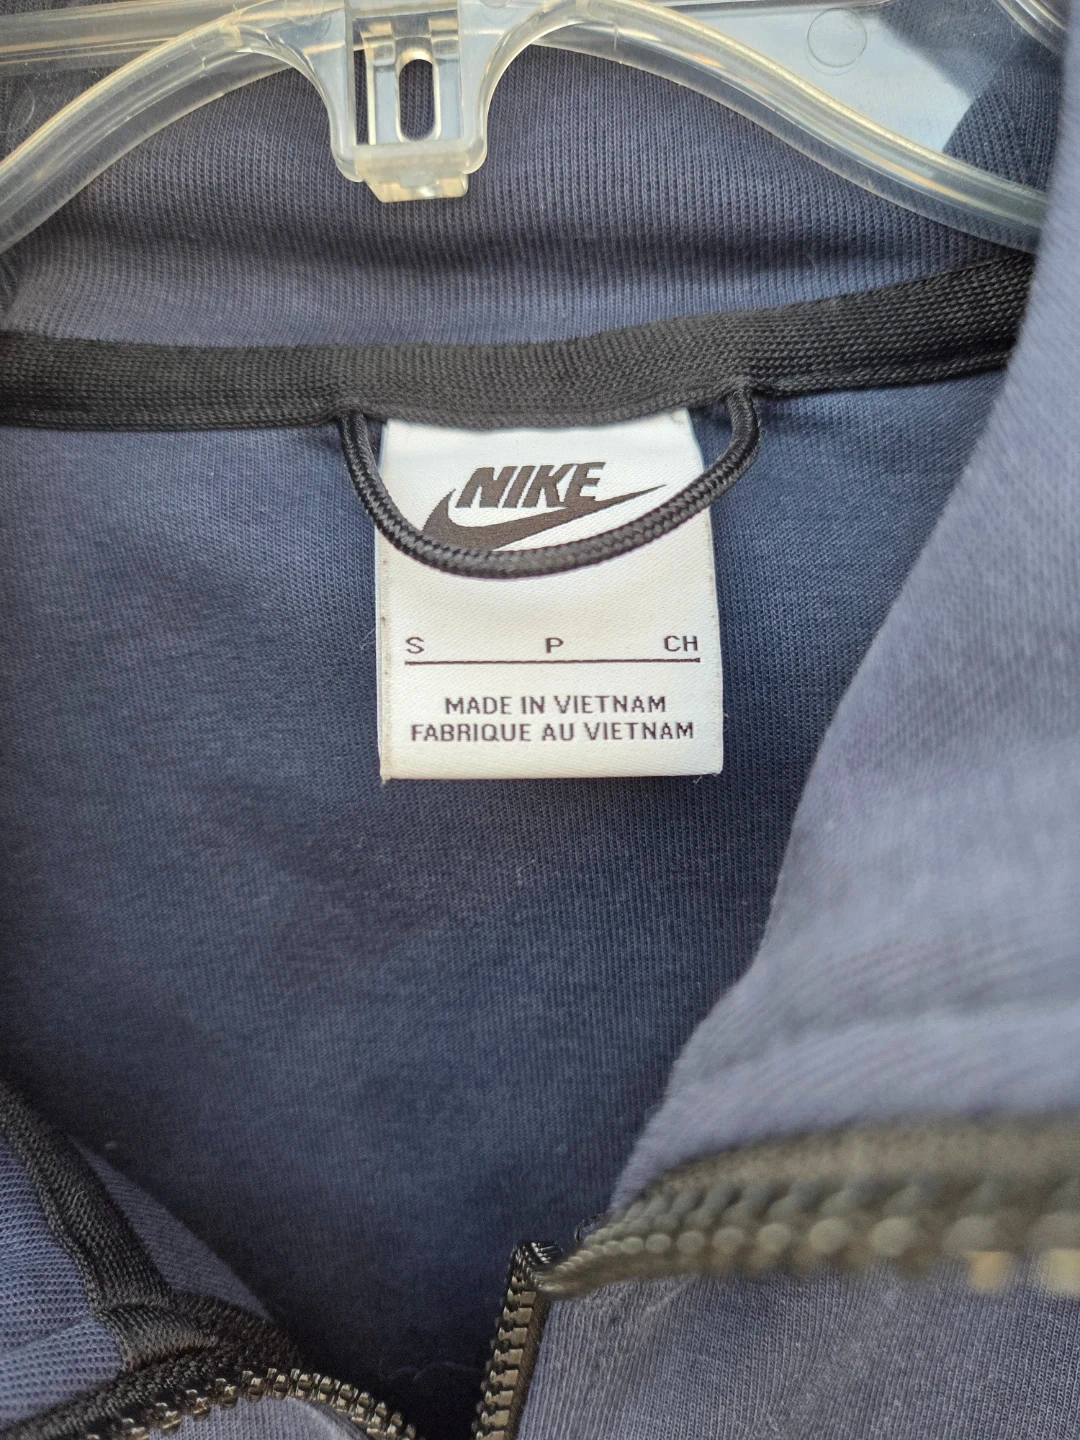 NIKE
S P CH
MADE IN VIETNAM
FABRIQUE AU VIETNAM